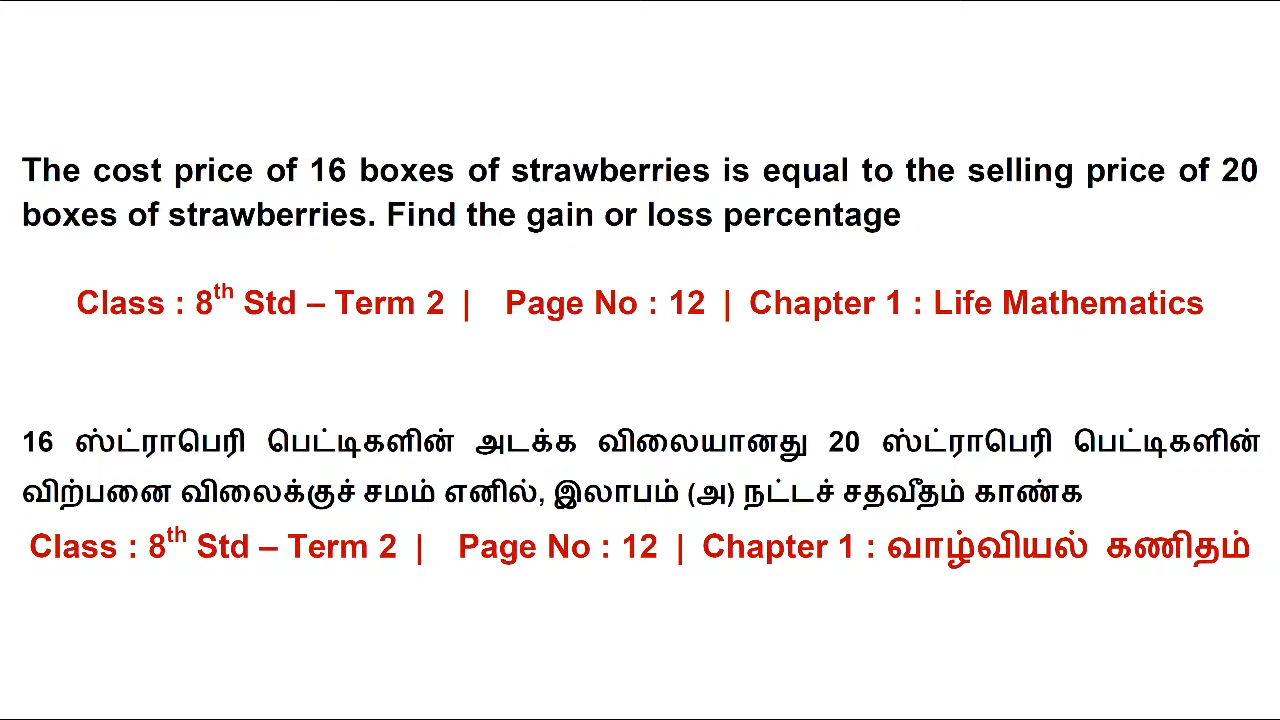 The cost price of 16 boxes of strawberries is equal to the selling price of 20
boxes of strawberries. Find the gain or loss percentage
Class : 8th Std – Term 2 | Page No : 12 | Chapter 1 : Life Mathematics
16 ஸ்ட்ராபெரி பெட்டிகளின் அடக்க விலையானது 20 ஸ்ட்ராபெரி பெட்டிகளின்
விற்பனை விலைக்குச் சமம் எனில், இலாபம் (அ) நட்டச் சதவீதம் காண்க
Class : 8th Std – Term 2 | Page No : 12 | Chapter 1 : வாழ்வியல் கணிதம்